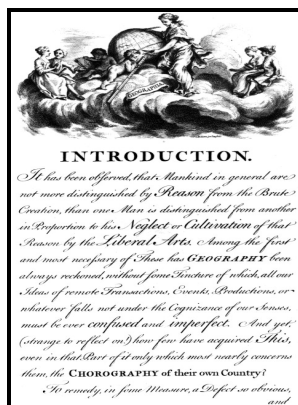 GEOGRAPHIA
INTRODUCTION.
It has been observed, that Mankind in general are
not more distinguished by Reason from the Brute
Creation, than one Man is distinguished from another
in Proportion to his Neglect or Cultivation of that
Reason by the Liberal Arts. Among the first
and most necessary of These has GEOGRAPHY been
always reckoned, without some Tincture of which, all our
Ideas of remote Transactions, Events, Productions, or
whatever falls not under the Cognizance of our Senses,
must be ever confused and imperfect. And yet,
(strange to reflect on!) how few have acquired This,
even in that Part of it only which most nearly concerns
them, the CHOROGRAPHY of their own Country?
To remedy, in some Measure, a Defect so obvious,
and